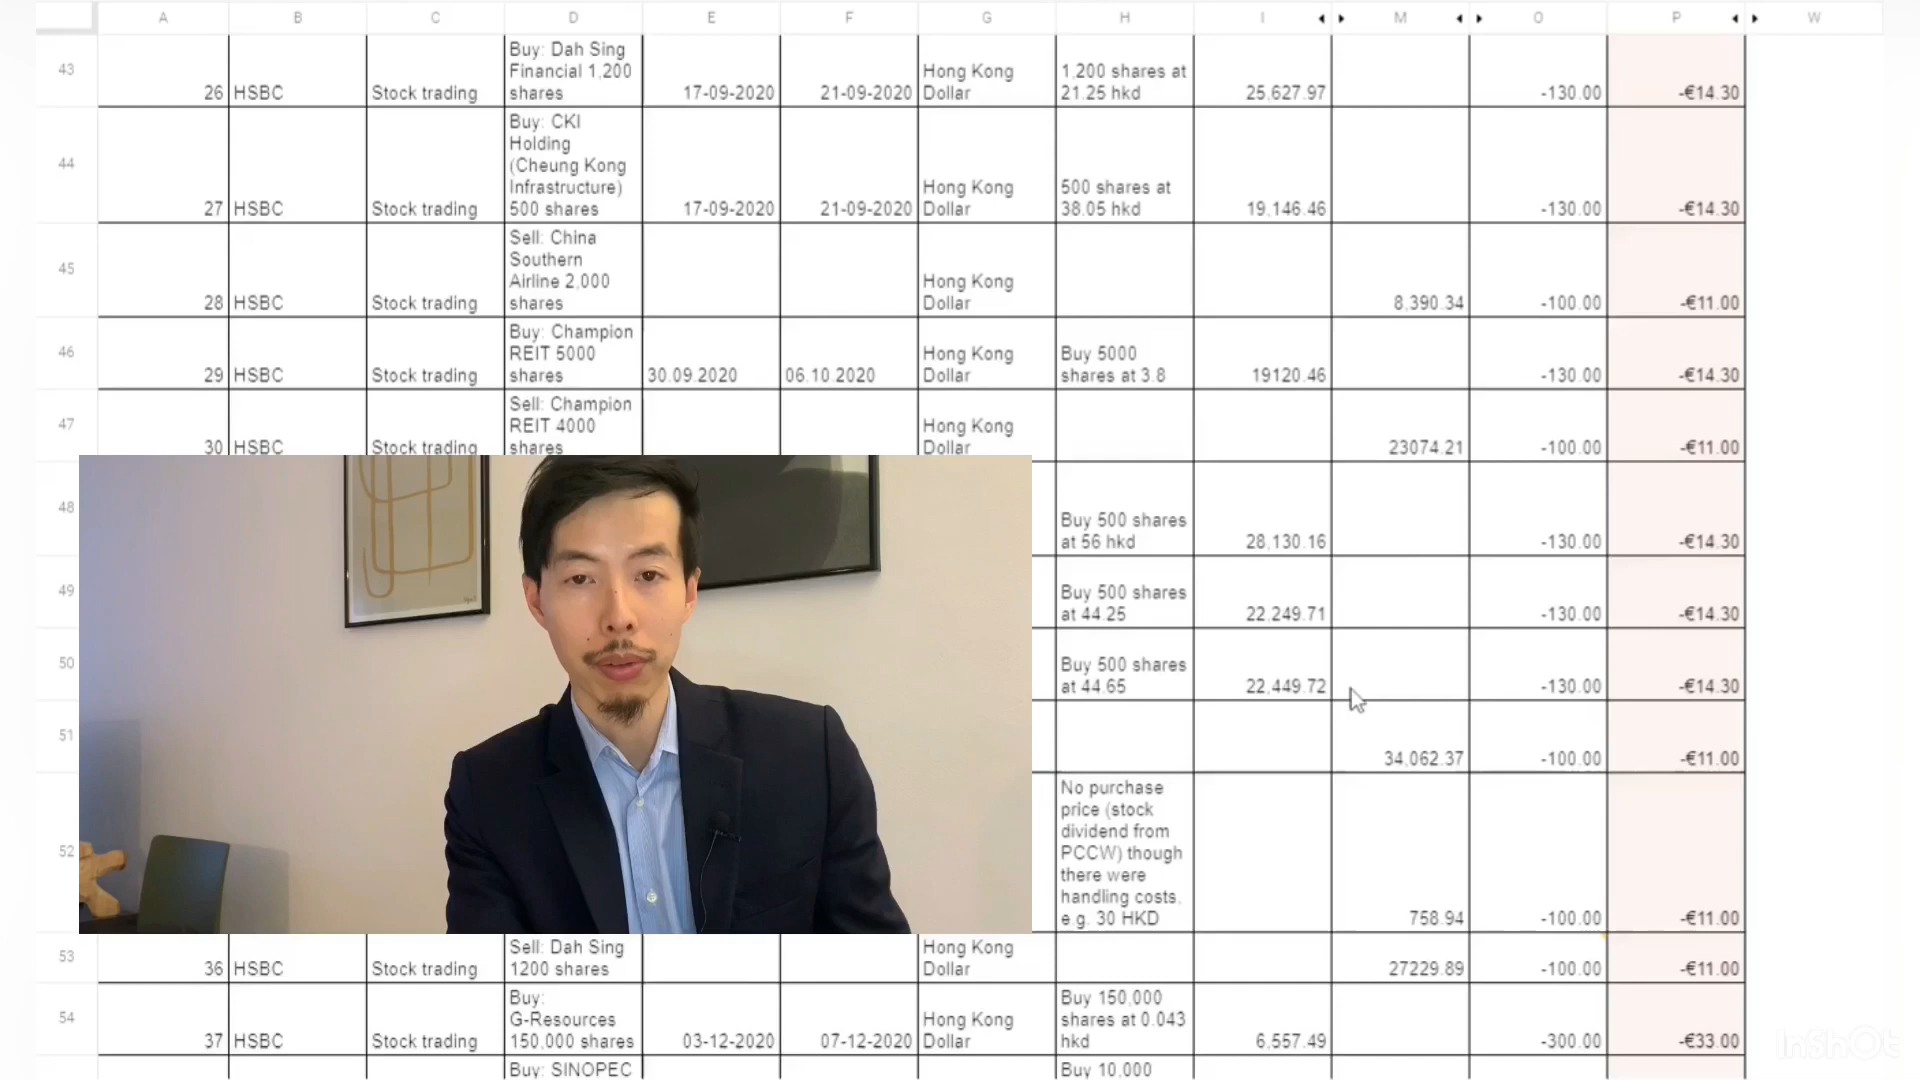 A B C D E F G H I M O P W
43
26 HSBC Stock trading
Buy: Dah Sing
Financial 1,200
shares
17-09-2020 21-09-2020
Hong Kong
Dollar
1,200 shares at
21.25 hkd
25,627.97 -130.00 -€14.30
44
27 HSBC Stock trading
Buy: CKI
Holding
(Cheung Kong
Infrastructure)
500 shares
17-09-2020 21-09-2020
Hong Kong
Dollar
500 shares at
38.05 hkd
19,146.46 -130.00 -€14.30
45
28 HSBC Stock trading
Sell: China
Southern
Airline 2,000
shares
Hong Kong
Dollar
8,390.34 -100.00 -€11.00
46
29 HSBC Stock trading
Buy: Champion
REIT 5000
shares
30.09.2020 06.10.2020
Hong Kong
Dollar
Buy 5000
shares at 3.8
19120.46 -130.00 -€14.30
47
30 HSBC Stock trading
Sell: Champion
REIT 4000
shares
Hong Kong
Dollar
23074.21 -100.00 -€11.00
48
Buy 500 shares
at 56 hkd
28,130.16 -130.00 -€14.30
49
Buy 500 shares
at 44.25
22,249.71 -130.00 -€14.30
50
Buy 500 shares
at 44.65
22,449.72 -130.00 -€14.30
51
34,062.37 -100.00 -€11.00
52
No purchase
price (stock
dividend from
PCCW) though
there were
handling costs,
e.g. 30 HKD
758.94 -100.00 -€11.00
53
36 HSBC Stock trading
Sell: Dah Sing
1200 shares
Hong Kong
Dollar
27229.89 -100.00 -€11.00
54
37 HSBC Stock trading
Buy:
G-Resources
150,000 shares
03-12-2020 07-12-2020
Hong Kong
Dollar
Buy 150,000
shares at 0.043
hkd
6,557.49 -300.00 -€33.00
Buy: SINOPEC
Buy 10,000
InShOt